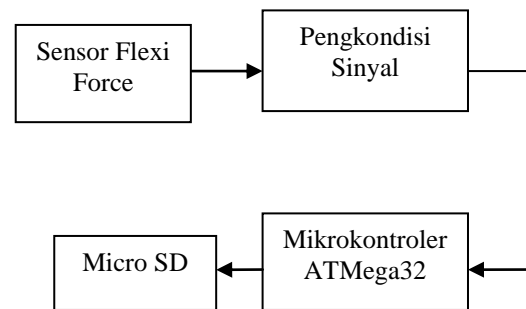 Sensor Flexi
Force
Pengkondisi
Sinyal
Micro SD
Mikrokontroler
ATMega32